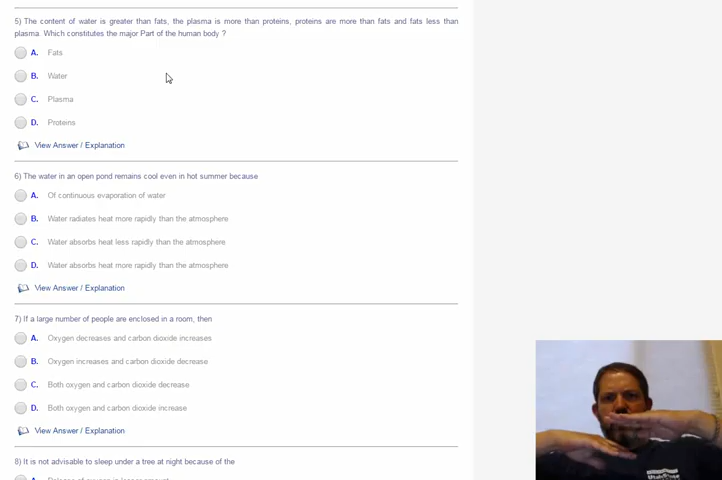 5) The content of water is greater than fats, the plasma is more than proteins, proteins are more than fats and fats less than
plasma. Which constitutes the major Part of the human body ?
A. Fats
B. Water
C. Plasma
D. Proteins
View Answer / Explanation
6) The water in an open pond remains cool even in hot summer because
A. Of continuous evaporation of water
B. Water radiates heat more rapidly than the atmosphere
C. Water absorbs heat less rapidly than the atmosphere
D. Water absorbs heat more rapidly than the atmosphere
View Answer / Explanation
7) If a large number of people are enclosed in a room, then
A. Oxygen decreases and carbon dioxide increases
B. Oxygen increases and carbon dioxide decrease
C. Both oxygen and carbon dioxide decrease
D. Both oxygen and carbon dioxide increase
View Answer / Explanation
8) It is not advisable to sleep under a tree at night because of the